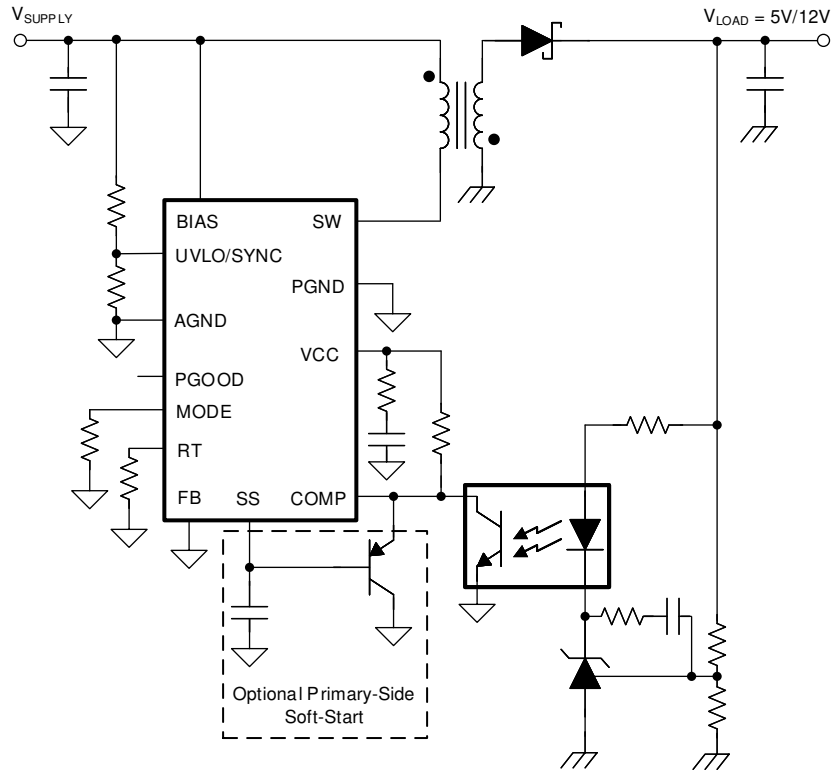 VSUPPLY
VLOAD = 5V/12V
BIAS
SW
UVLO/SYNC
PGND
AGND
VCC
PGOOD
MODE
RT
FB
SS
COMP
Optional Primary-Side
Soft-Start